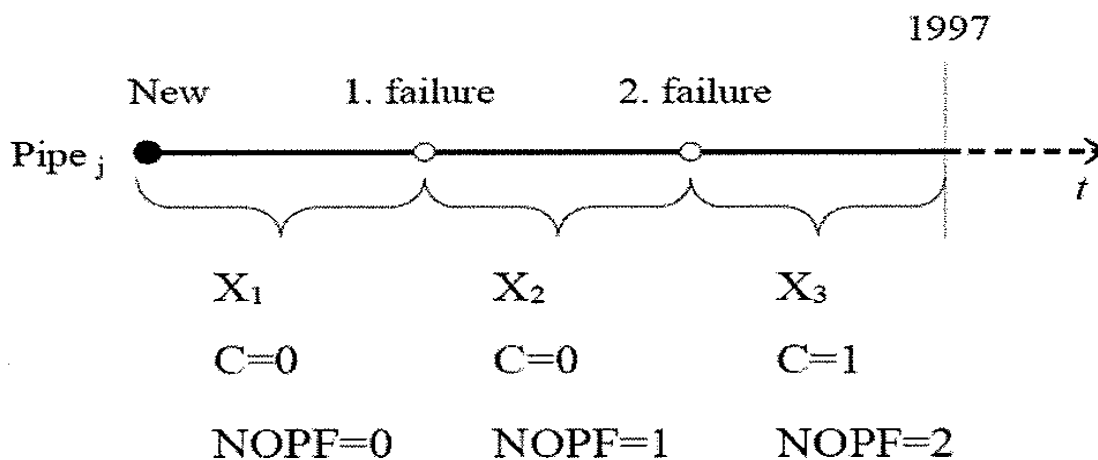 1997
New 1. failure 2. failure
Pipe j
t
X₁ X₂ X₃
C=0 C=0 C=1
NOPF=0 NOPF=1 NOPF=2